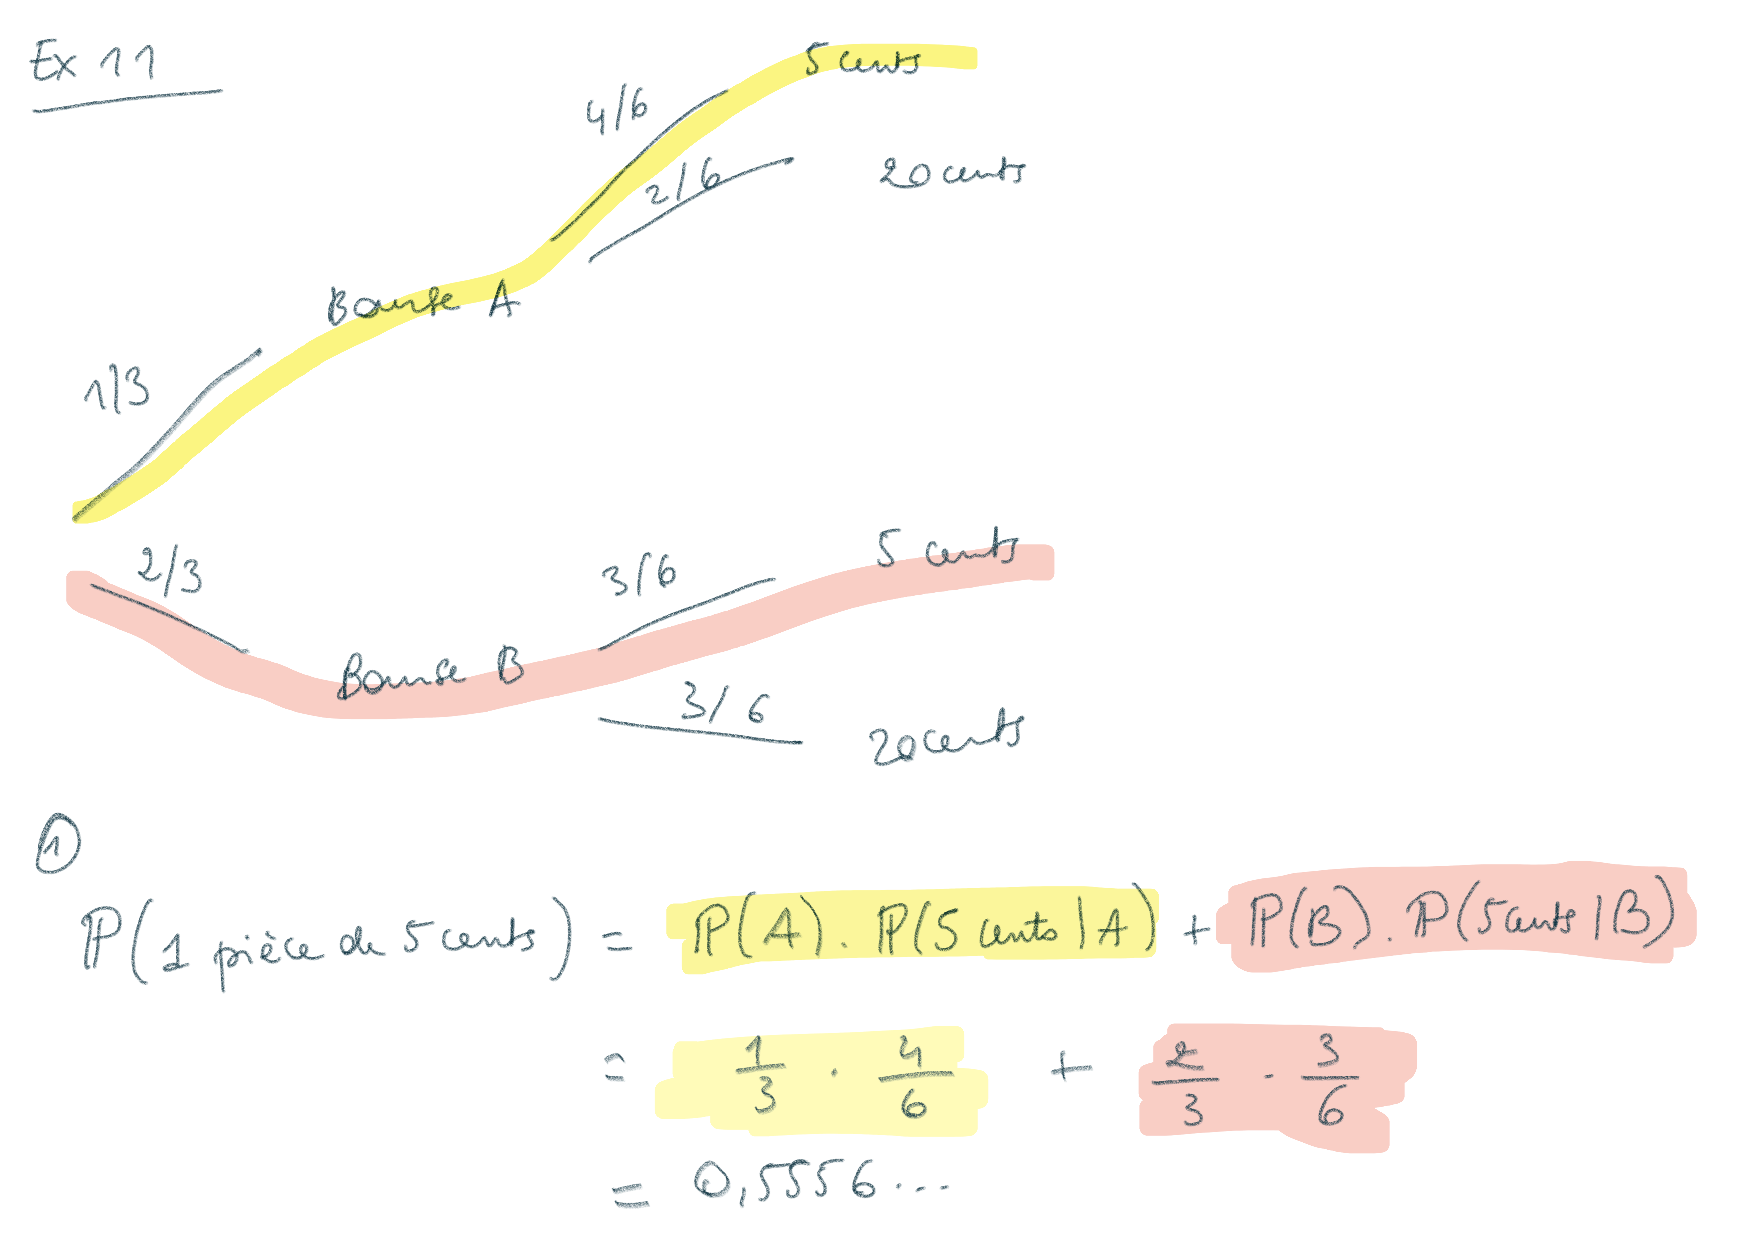 Ex 11
5 cents
4/6
2/6
20 cents
Bourse A
1/3
2/3
3/6
5 cents
Bourse B
3/6
20 cents
1
ℙ(1 pièce de 5 cents) = ℙ(A) . ℙ(5 cents | A) + ℙ(B) . ℙ(5 cents | B)
= 1/3 . 4/6 + 2/3 . 3/6
= 0,5556...